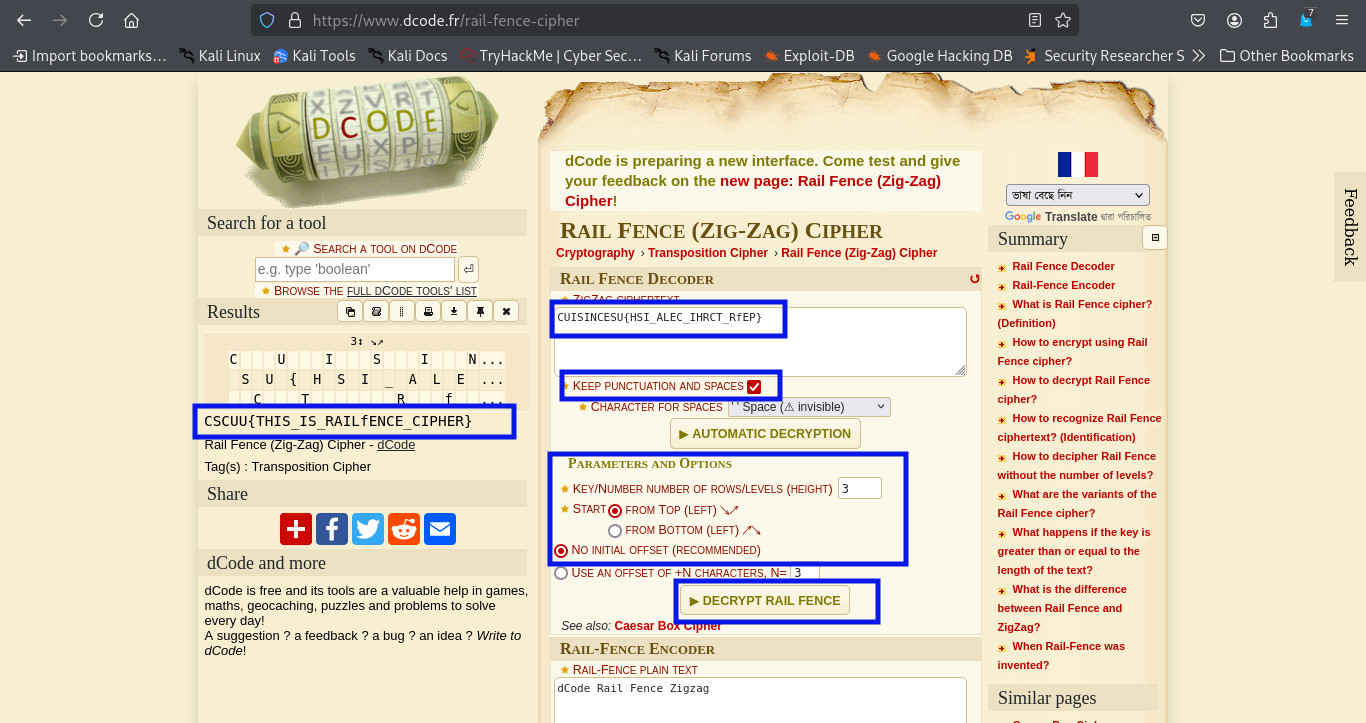 https://www.dcode.fr/rail-fence-cipher
7
Import bookmarks… Kali Linux Kali Tools Kali Docs TryHackMe | Cyber Sec… Kali Forums Exploit-DB Google Hacking DB Security Researcher S Other Bookmarks
DCODE
Search for a tool
Search a tool on dCode
e.g. type 'boolean'
Browse the full dCode tools' list
Results
3↕ ↘↗
C U I S I N...
S U { H S I _ A L E ...
C T R f ...
CSCUU{THIS_IS_RAILfENCE_CIPHER}
Rail Fence (Zig-Zag) Cipher - dCode
Tag(s) : Transposition Cipher
Share
dCode and more
dCode is free and its tools are a valuable help in games,
maths, geocaching, puzzles and problems to solve
every day!
A suggestion ? a feedback ? a bug ? an idea ? Write to
dCode!
dCode is preparing a new interface. Come test and give
your feedback on the new page: Rail Fence (Zig-Zag)
Cipher!
Rail Fence (Zig-Zag) Cipher
Cryptography › Transposition Cipher › Rail Fence (Zig-Zag) Cipher
Rail Fence Decoder
ZigZag ciphertext
CUISINCESU{HSI_ALEC_IHRCT_RfEP}
Keep punctuation and spaces
Character for spaces ' ' Space (⚠ invisible)
▶ AUTOMATIC DECRYPTION
Parameters and Options
Key/Number number of rows/levels (height) 3
Start from Top (left) ↘↗
from Bottom (left) ↗↘
No initial offset (recommended)
Use an offset of +N characters, N= 3
▶ DECRYPT RAIL FENCE
See also: Caesar Box Cipher
Rail-Fence Encoder
Rail-Fence plain text
dCode Rail Fence Zigzag
ভাষা বেছে নিন
Google Translate দ্বারা পরিচালিত
Summary
Rail Fence Decoder
Rail-Fence Encoder
What is Rail Fence cipher?
(Definition)
How to encrypt using Rail
Fence cipher?
How to decrypt Rail Fence
cipher?
How to recognize Rail Fence
ciphertext? (Identification)
How to decipher Rail Fence
without the number of levels?
What are the variants of the
Rail Fence cipher?
What happens if the key is
greater than or equal to the
length of the text?
What is the difference
between Rail Fence and
ZigZag?
When Rail-Fence was
invented?
Similar pages
Feedback